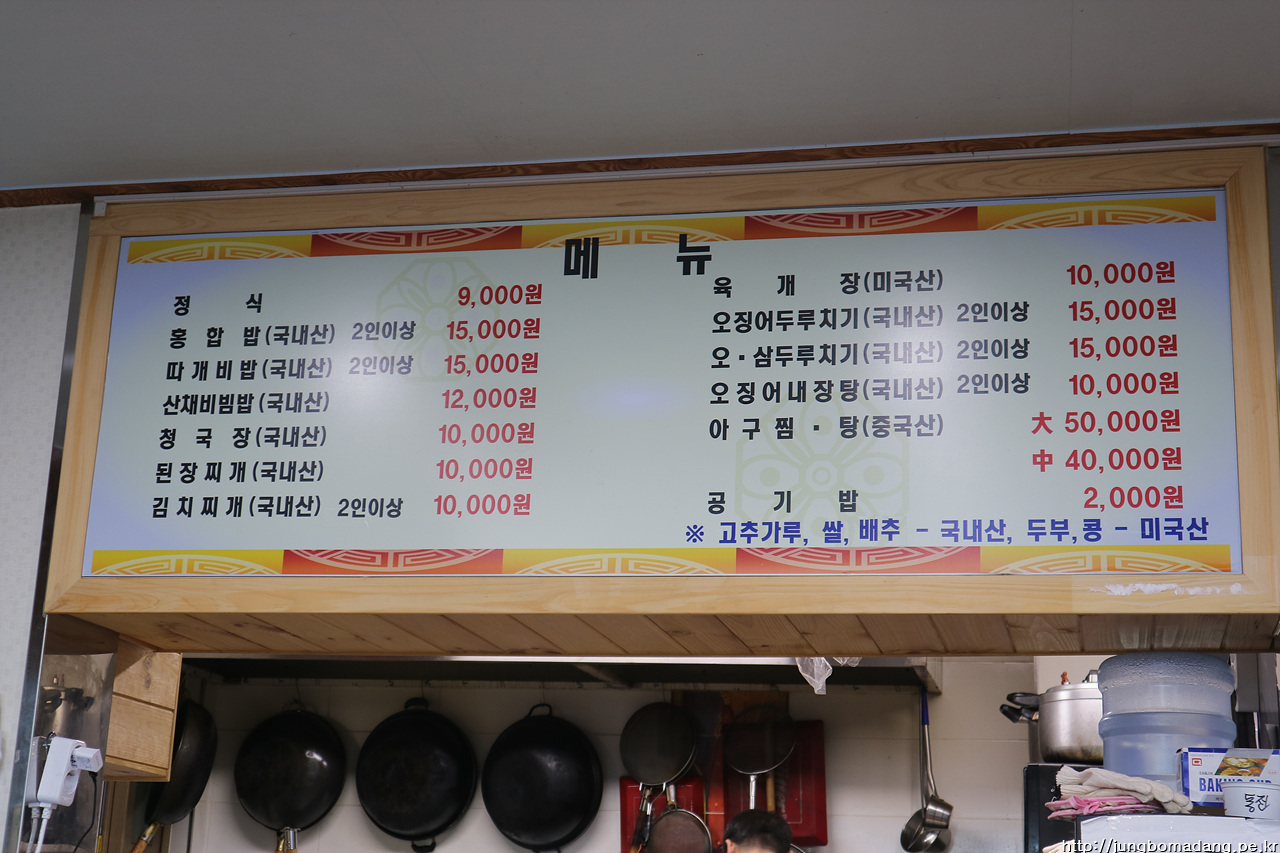 메 뉴
정 식 9,000원
홍 합 밥(국내산) 2인이상 15,000원
따개비밥(국내산) 2인이상 15,000원
산채비빔밥(국내산) 12,000원
청 국 장(국내산) 10,000원
된장찌개(국내산) 10,000원
김치찌개(국내산) 2인이상 10,000원
육 개 장(미국산) 10,000원
오징어두루치기(국내산) 2인이상 15,000원
오·삼두루치기(국내산) 2인이상 15,000원
오징어내장탕(국내산) 2인이상 10,000원
아 구 찜 · 탕(중국산) 大 50,000원
中 40,000원
공 기 밥 2,000원
※ 고추가루, 쌀, 배추 - 국내산, 두부,콩 - 미국산
BAKING CUP
http://jungbomadang.pe.kr